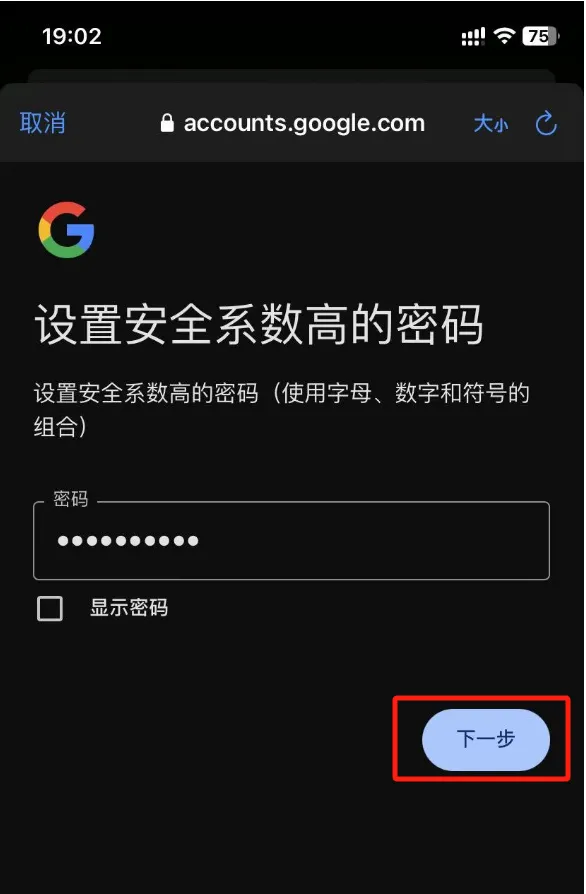 19:02
75
取消
accounts.google.com
大小
设置安全系数高的密码
设置安全系数高的密码（使用字母、数字和符号的
组合）
密码
••••••••••
显示密码
下一步